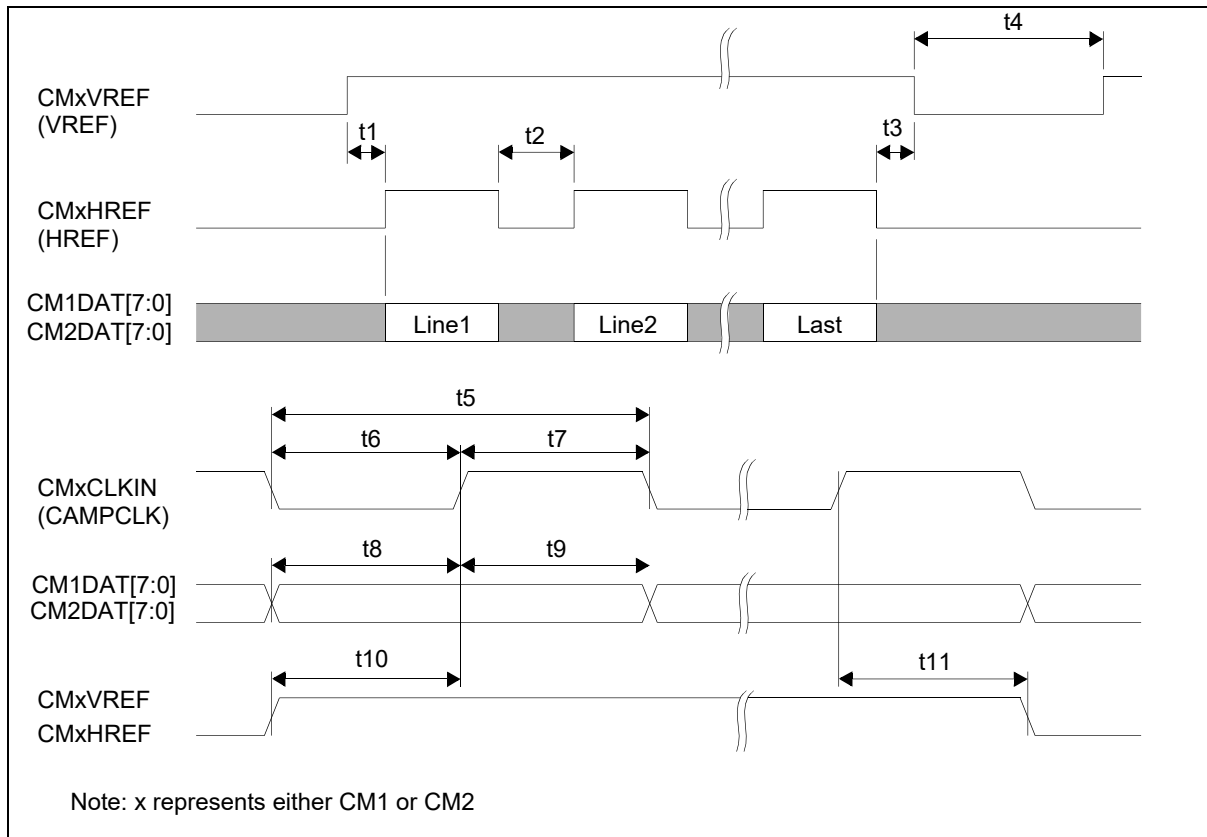 t4
CMxVREF
(VREF)
t1
t2
t3
CMxHREF
(HREF)
CM1DAT[7:0]
CM2DAT[7:0]
Line1
Line2
Last
t5
t6
t7
CMxCLKIN
(CAMPCLK)
t8
t9
CM1DAT[7:0]
CM2DAT[7:0]
t10
t11
CMxVREF
CMxHREF
Note: x represents either CM1 or CM2